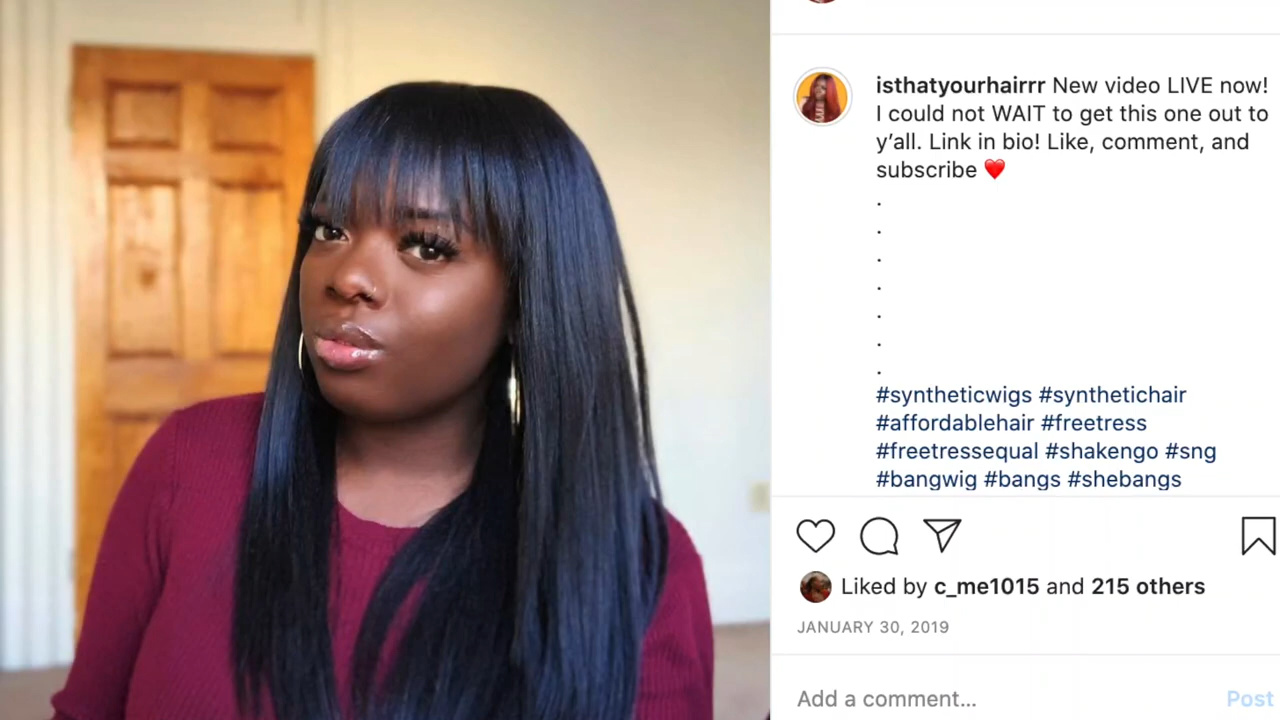 isthatyourhairrr New video LIVE now!
I could not WAIT to get this one out to
y’all. Link in bio! Like, comment, and
subscribe ❤️
.
.
.
.
.
.
.
#syntheticwigs #synthetichair
#affordablehair #freetress
#freetressequal #shakengo #sng
#bangwig #bangs #shebangs
Liked by c_me1015 and 215 others
JANUARY 30, 2019
Add a comment...
Post